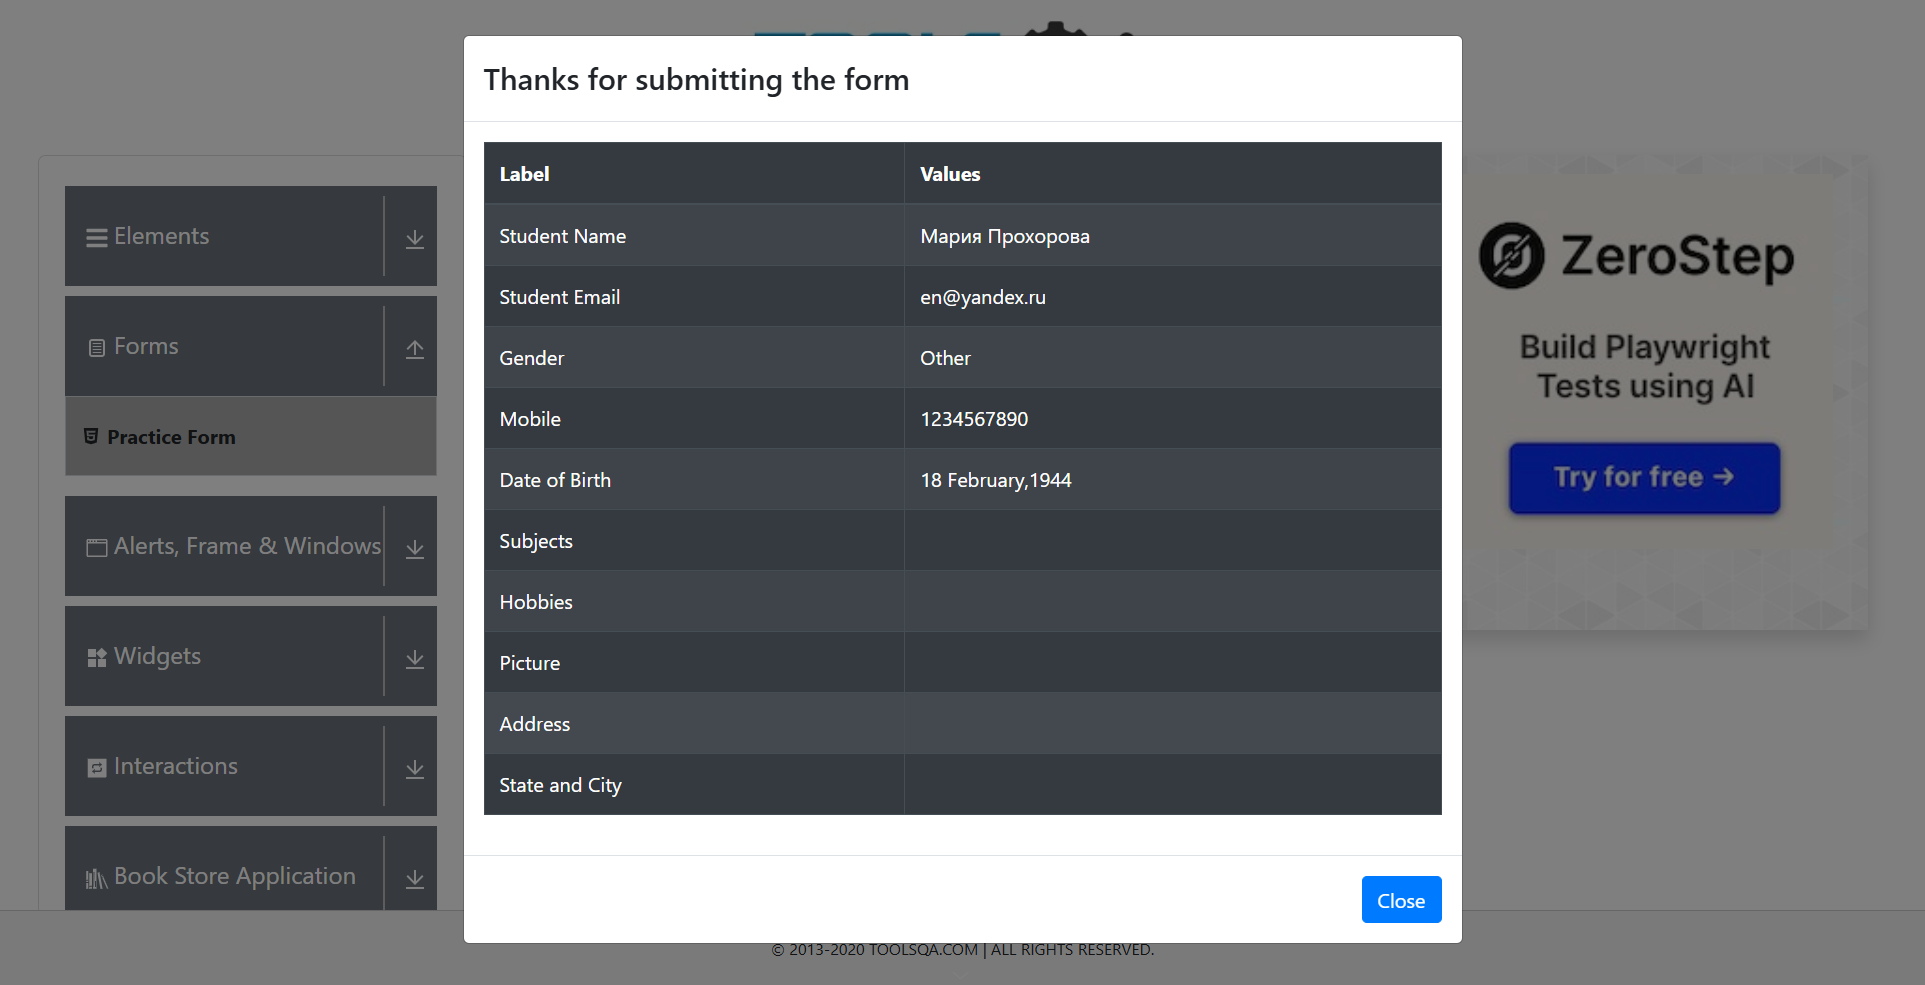 Thanks for submitting the form
Label Values
Student Name Мария Прохорова
Student Email en@yandex.ru
Gender Other
Mobile 1234567890
Date of Birth 18 February,1944
Subjects
Hobbies
Picture
Address
State and City
Close
Elements
Forms
Practice Form
Alerts, Frame & Windows
Widgets
Interactions
Book Store Application
ZeroStep
Build Playwright
Tests using AI
Try for free →
© 2013-2020 TOOLSQA.COM | ALL RIGHTS RESERVED.